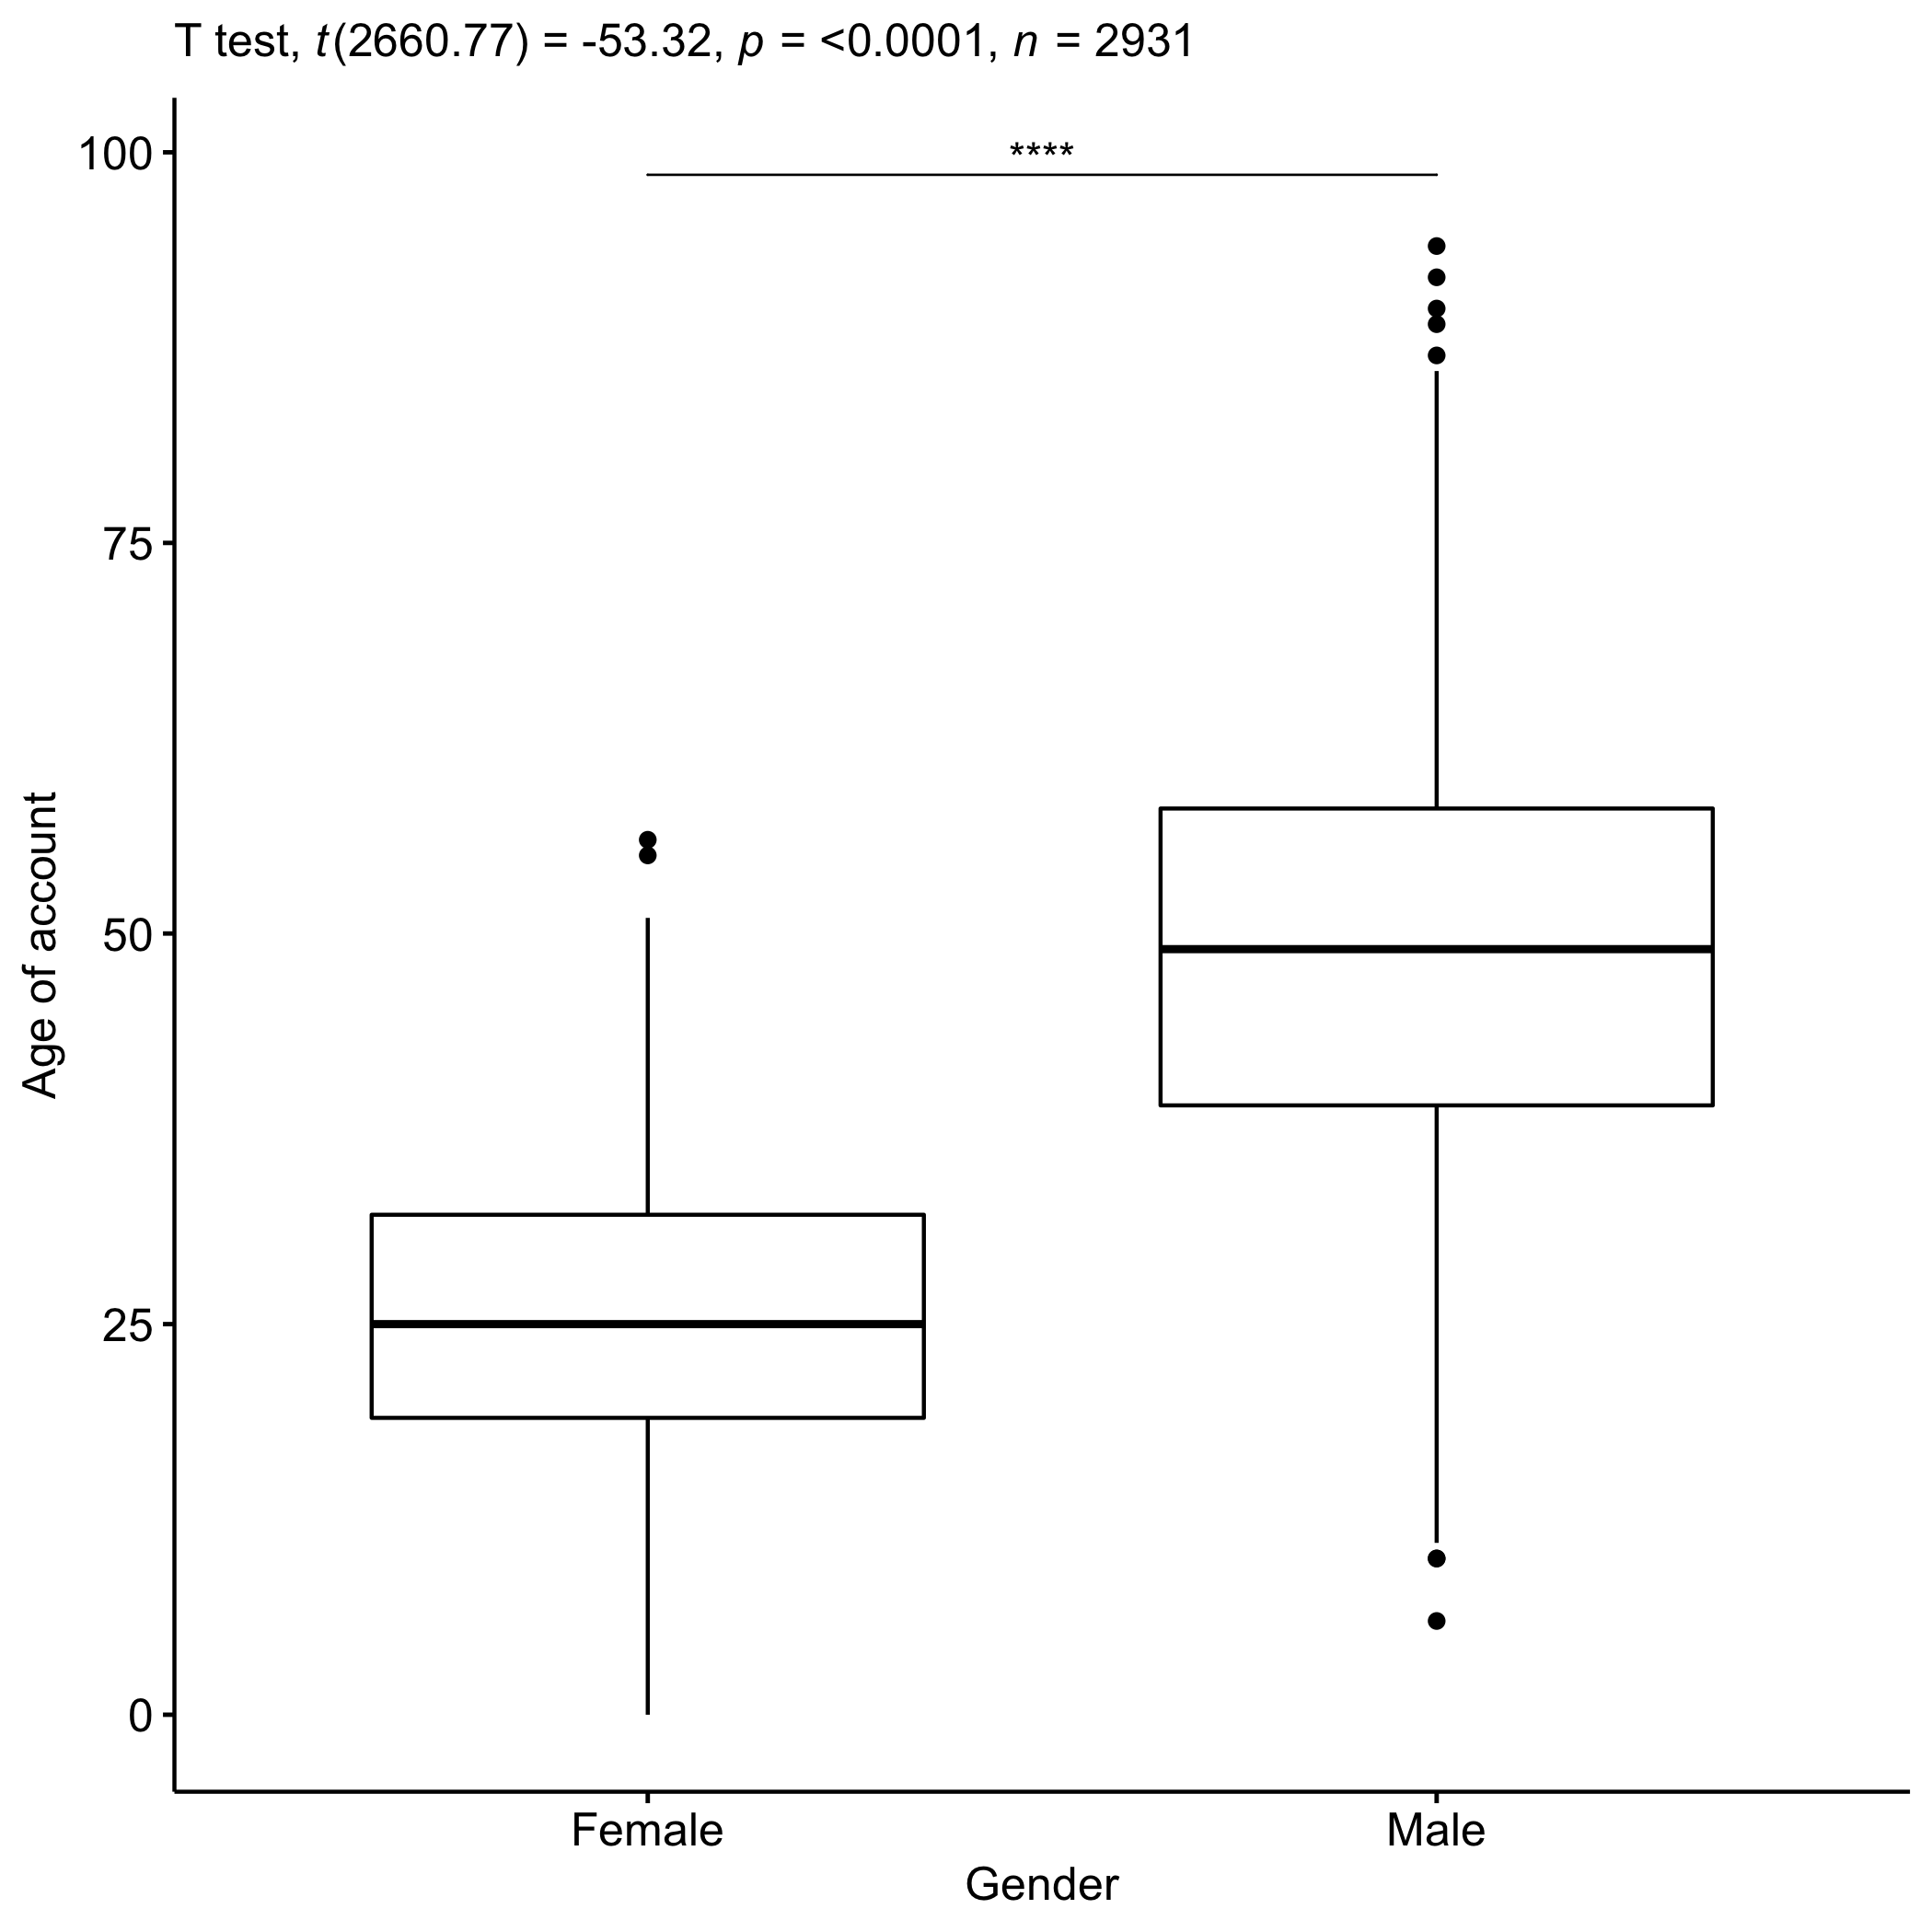 T test, t(2660.77) = -53.32, p = <0.0001, n = 2931
100
****
75
50
25
0
Age of account
Female
Male
Gender